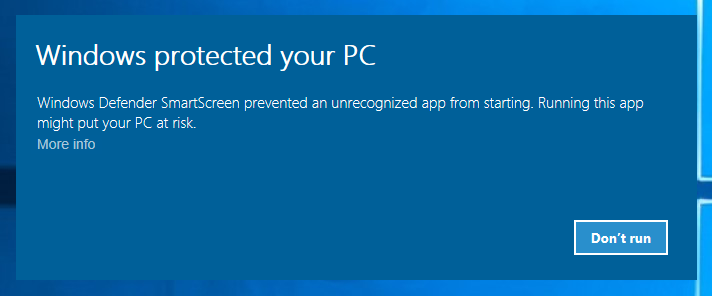 Windows protected your PC
Windows Defender SmartScreen prevented an unrecognized app from starting. Running this app
might put your PC at risk.
More info
Don't run